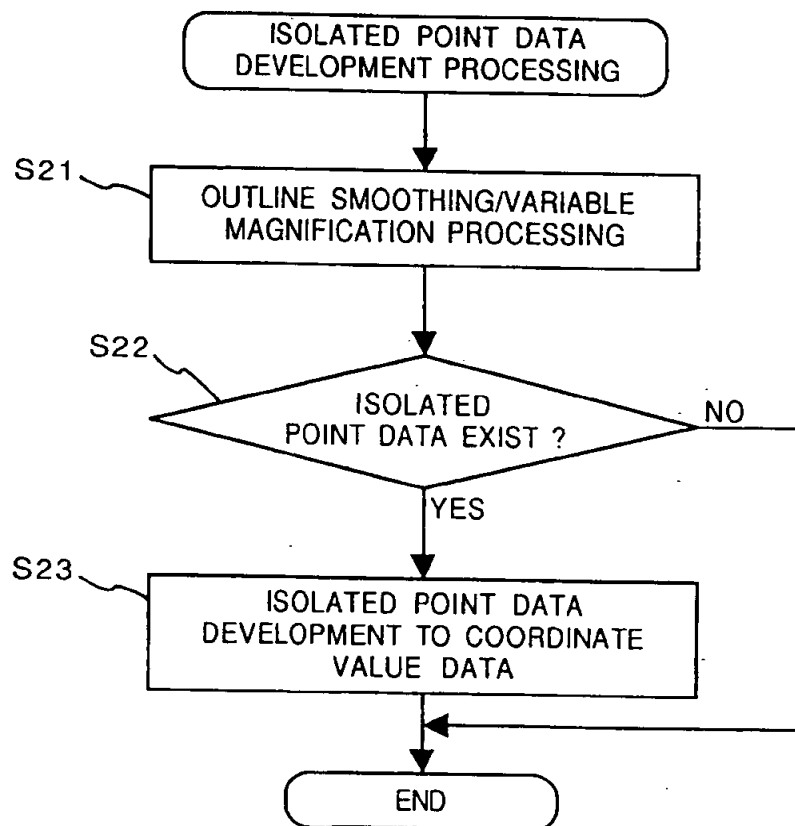 ISOLATED POINT DATA
DEVELOPMENT PROCESSING
S21
OUTLINE SMOOTHING/VARIABLE
MAGNIFICATION PROCESSING
S22
ISOLATED
POINT DATA EXIST ?
NO
YES
S23
ISOLATED POINT DATA
DEVELOPMENT TO COORDINATE
VALUE DATA
END